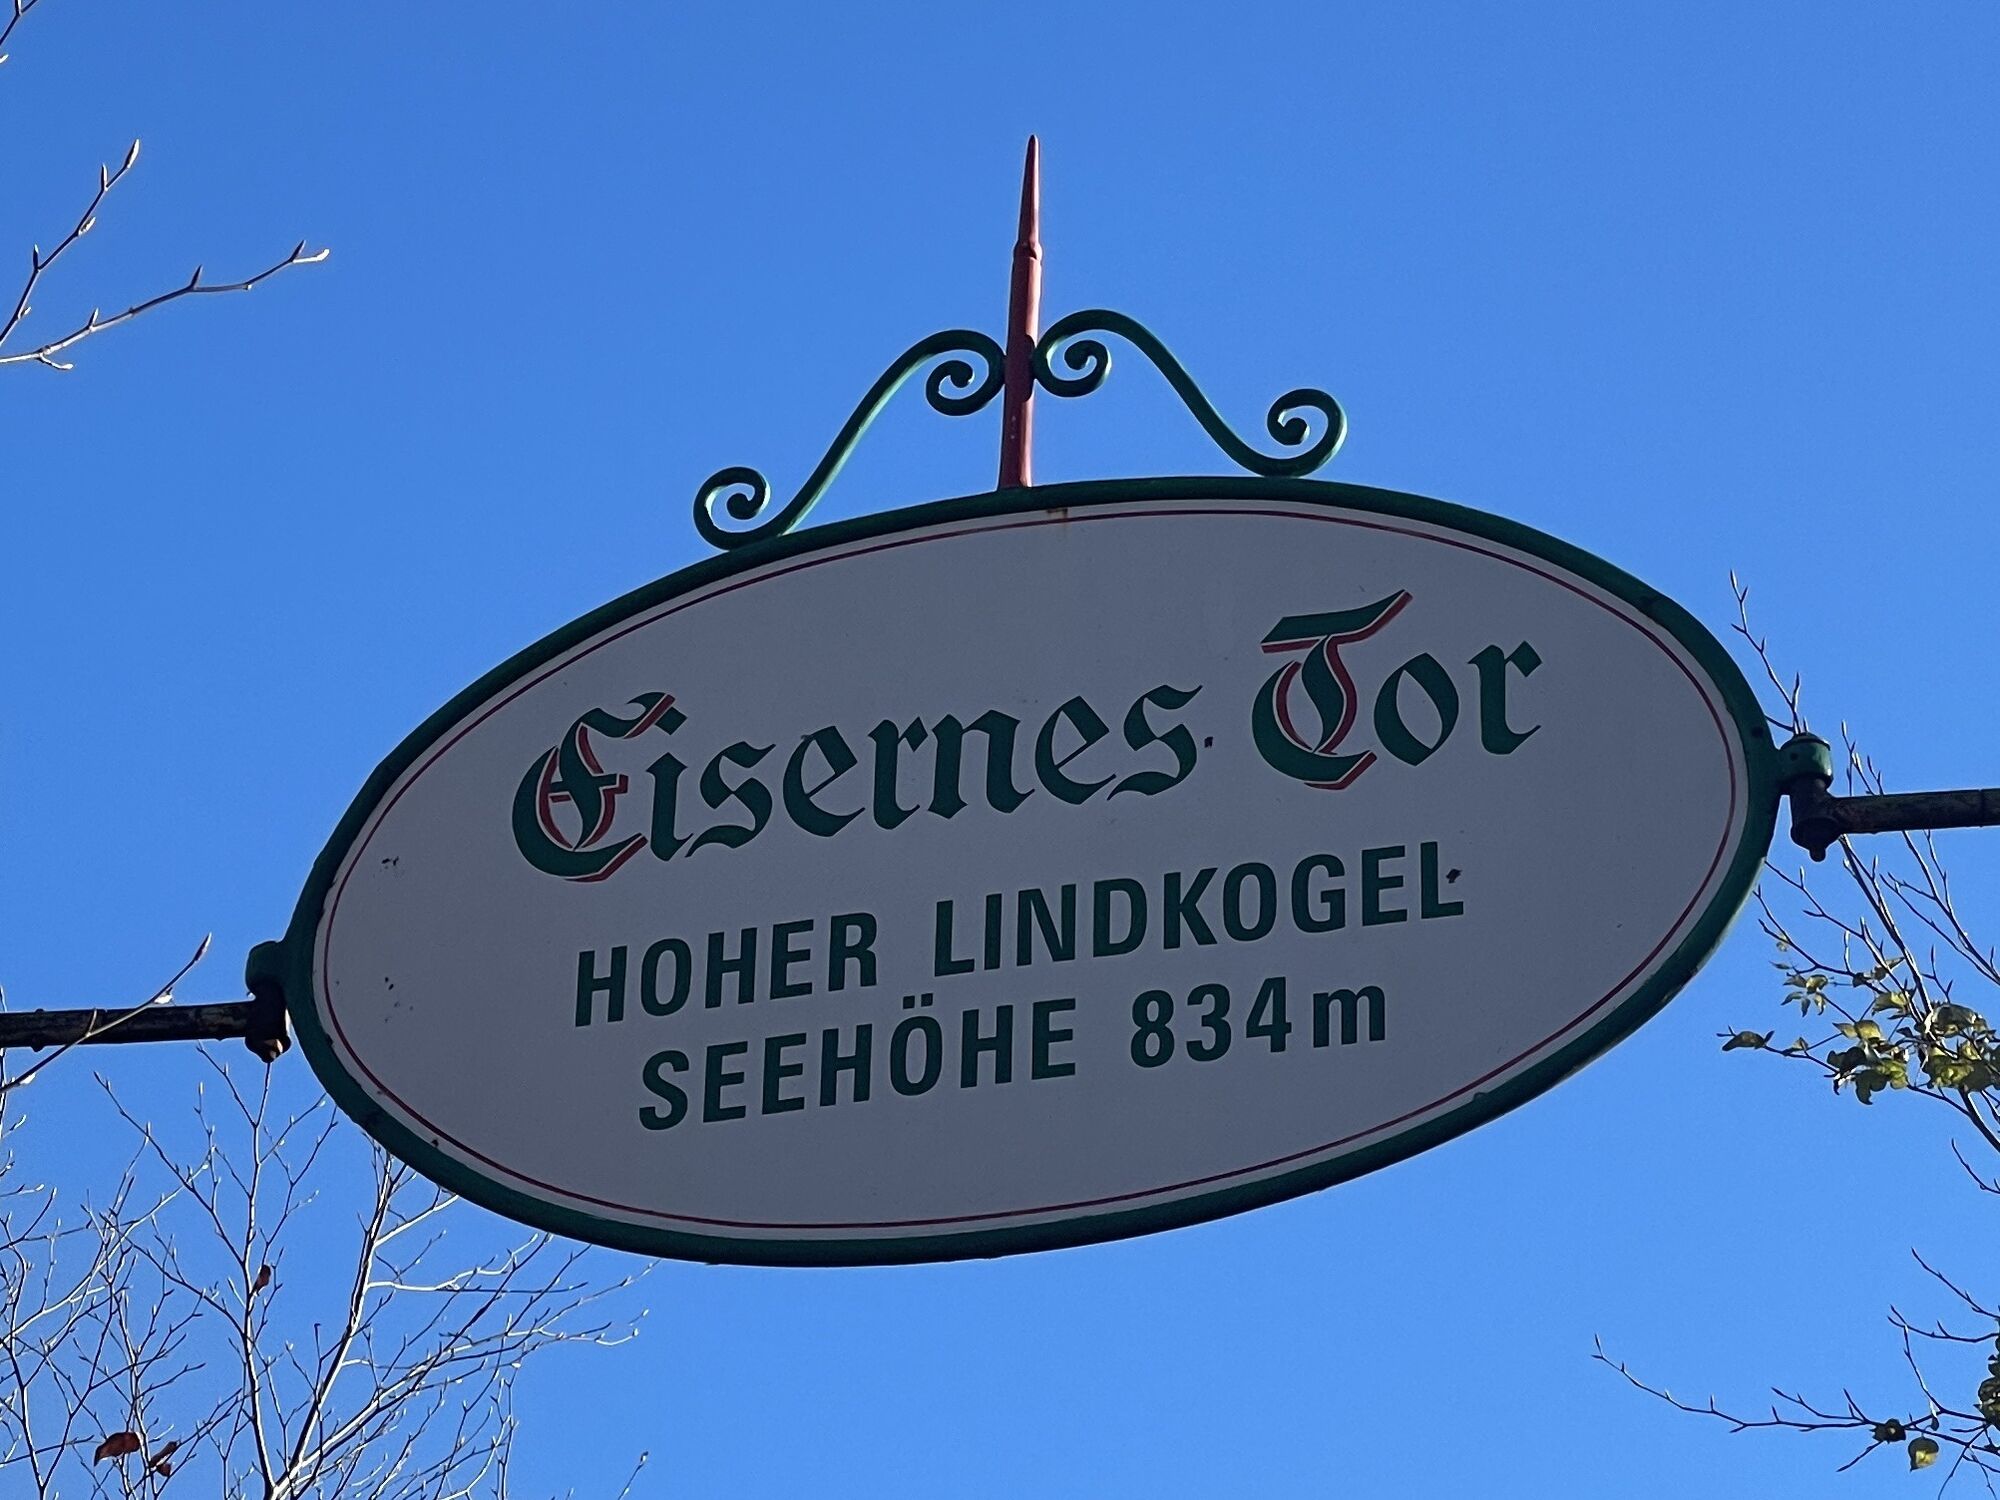 Eisernes Tor
HOHER LINDKOGEL
SEEHÖHE 834m